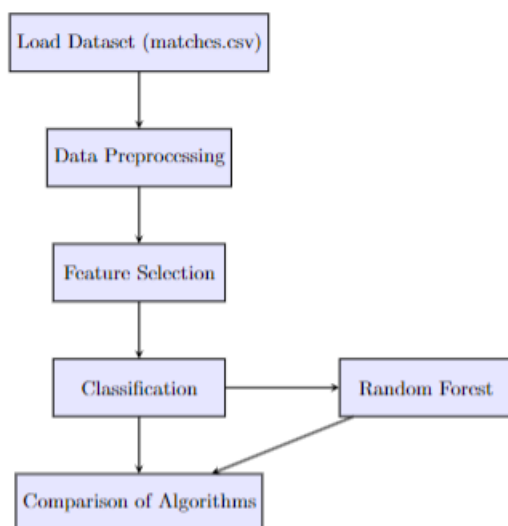 Load Dataset (matches.csv)
Data Preprocessing
Feature Selection
Classification
Random Forest
Comparison of Algorithms